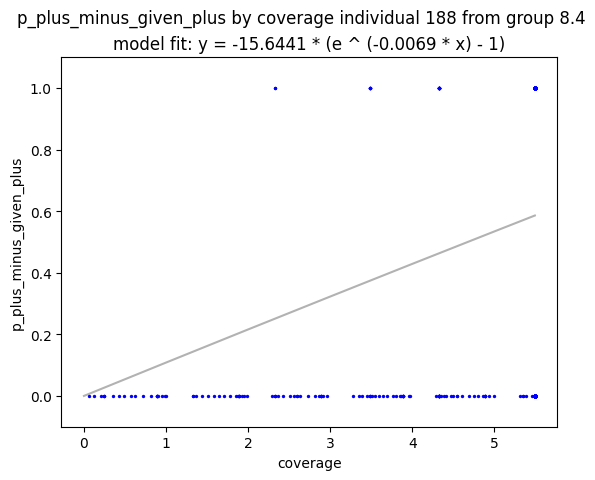 p_plus_minus_given_plus by coverage individual 188 from group 8.4
model fit: y = -15.6441 * (e ^ (-0.0069 * x) - 1)
p_plus_minus_given_plus
1.0
0.8
0.6
0.4
0.2
0.0
0 1 2 3 4 5
coverage